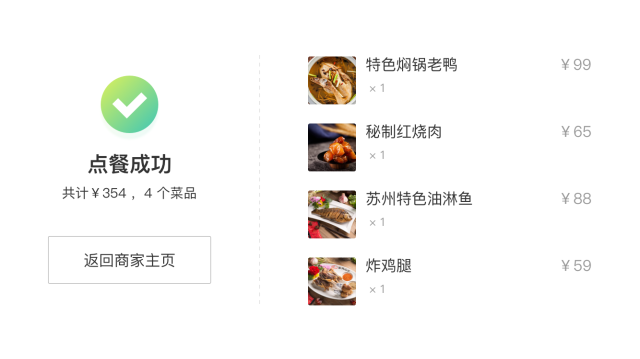 点餐成功
共计￥354，4 个菜品
返回商家主页
特色焖锅老鸭 ￥99
× 1
秘制红烧肉 ￥65
× 1
苏州特色油淋鱼 ￥88
× 1
炸鸡腿 ￥59
× 1